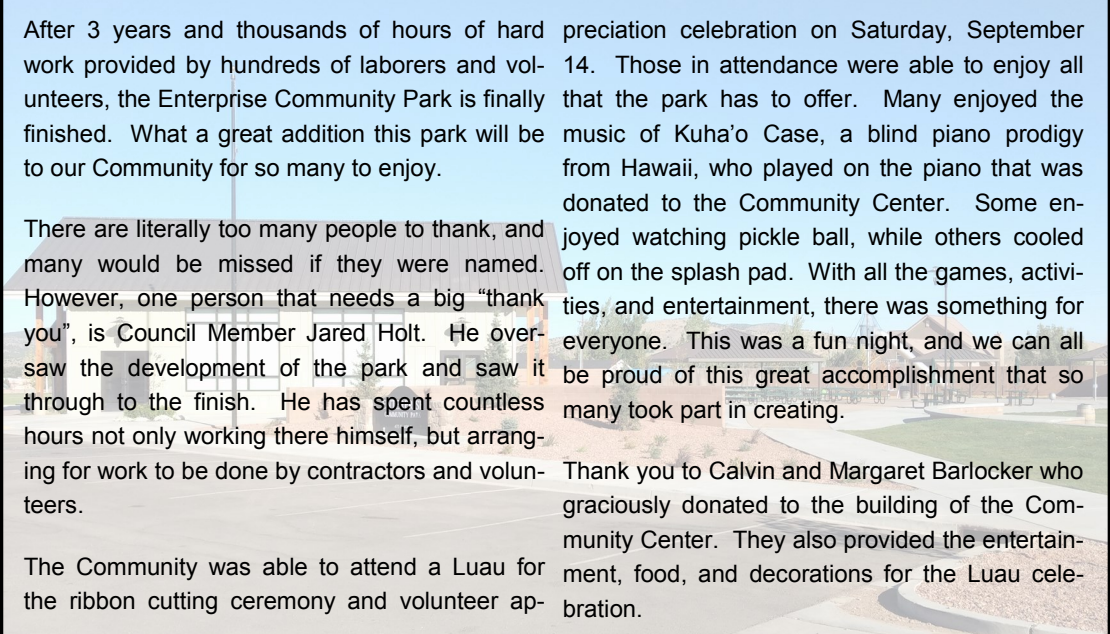 After 3 years and thousands of hours of hard
work provided by hundreds of laborers and vol-
unteers, the Enterprise Community Park is finally
finished.  What a great addition this park will be
to our Community for so many to enjoy.
There are literally too many people to thank, and
many would be missed if they were named.
However, one person that needs a big “thank
you”, is Council Member Jared Holt.  He over-
saw the development of the park and saw it
through to the finish.  He has spent countless
hours not only working there himself, but arrang-
ing for work to be done by contractors and volun-
teers.
The Community was able to attend a Luau for
the ribbon cutting ceremony and volunteer ap-
preciation celebration on Saturday, September
14.  Those in attendance were able to enjoy all
that the park has to offer.  Many enjoyed the
music of Kuha’o Case, a blind piano prodigy
from Hawaii, who played on the piano that was
donated to the Community Center.  Some en-
joyed watching pickle ball, while others cooled
off on the splash pad.  With all the games, activi-
ties, and entertainment, there was something for
everyone.  This was a fun night, and we can all
be proud of this great accomplishment that so
many took part in creating.
Thank you to Calvin and Margaret Barlocker who
graciously donated to the building of the Com-
munity Center.  They also provided the entertain-
ment, food, and decorations for the Luau cele-
bration.